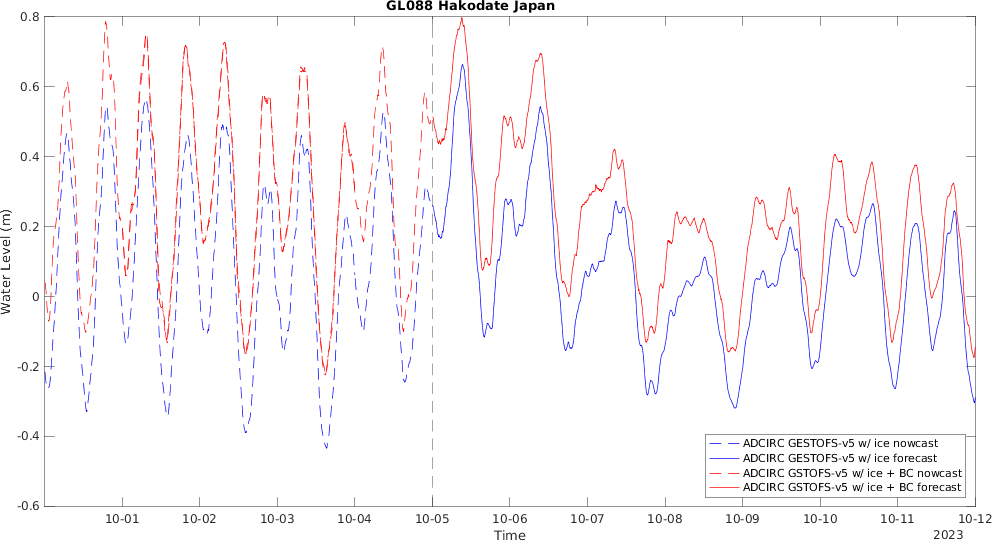 GL088 Hakodate Japan
0.8
0.6
0.4
0.2
0
-0.2
-0.4
-0.6
Water Level (m)
10-01 10-02 10-03 10-04 10-05 10-06 10-07 10-08 10-09 10-10 10-11 10-12
Time
2023
ADCIRC GESTOFS-v5 w/ ice nowcast
ADCIRC GESTOFS-v5 w/ ice forecast
ADCIRC GSTOFS-v5 w/ ice + BC nowcast
ADCIRC GSTOFS-v5 w/ ice + BC forecast